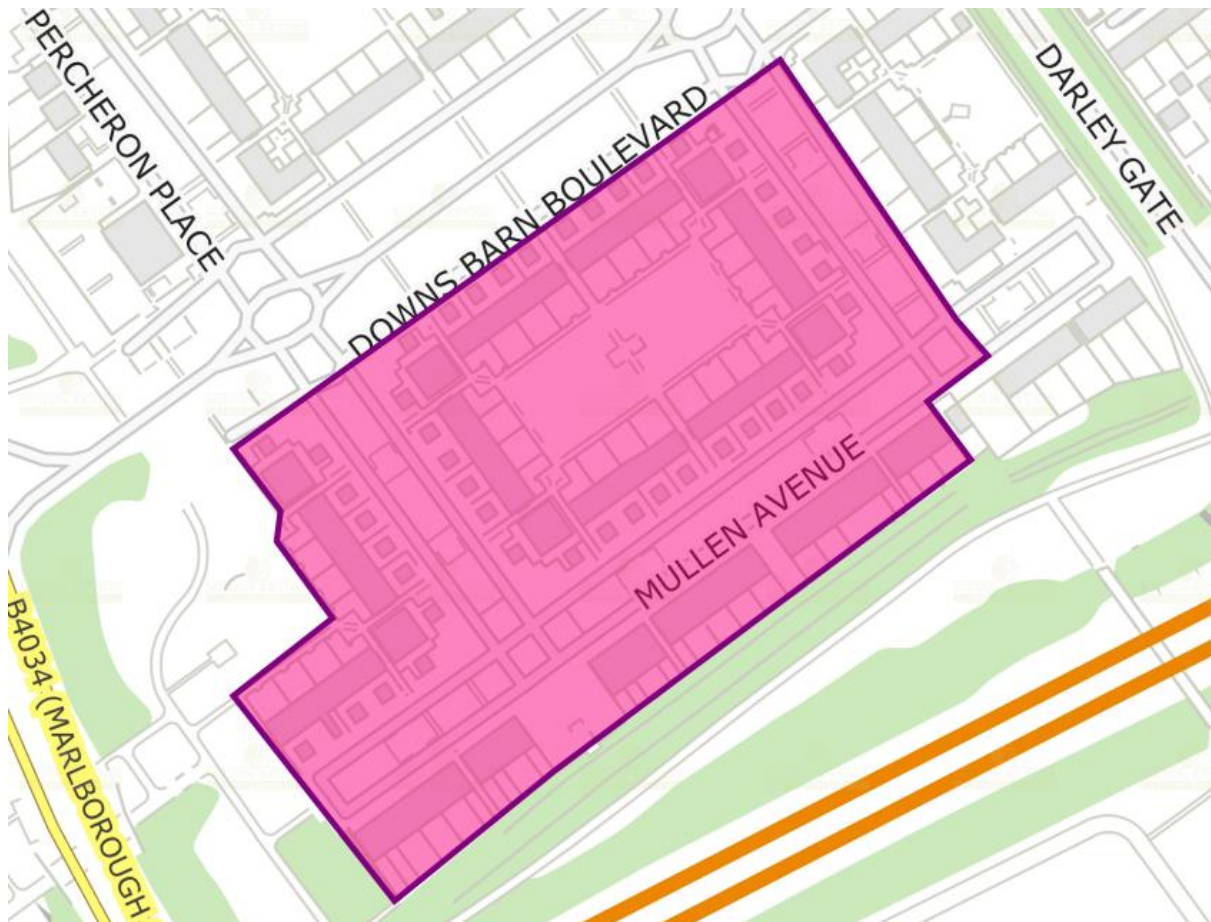 PERCHERON PLACE
DARLEY GATE
DOWNS BARN BOULEVARD
MULLEN AVENUE
B4034 (MARLBOROUGH